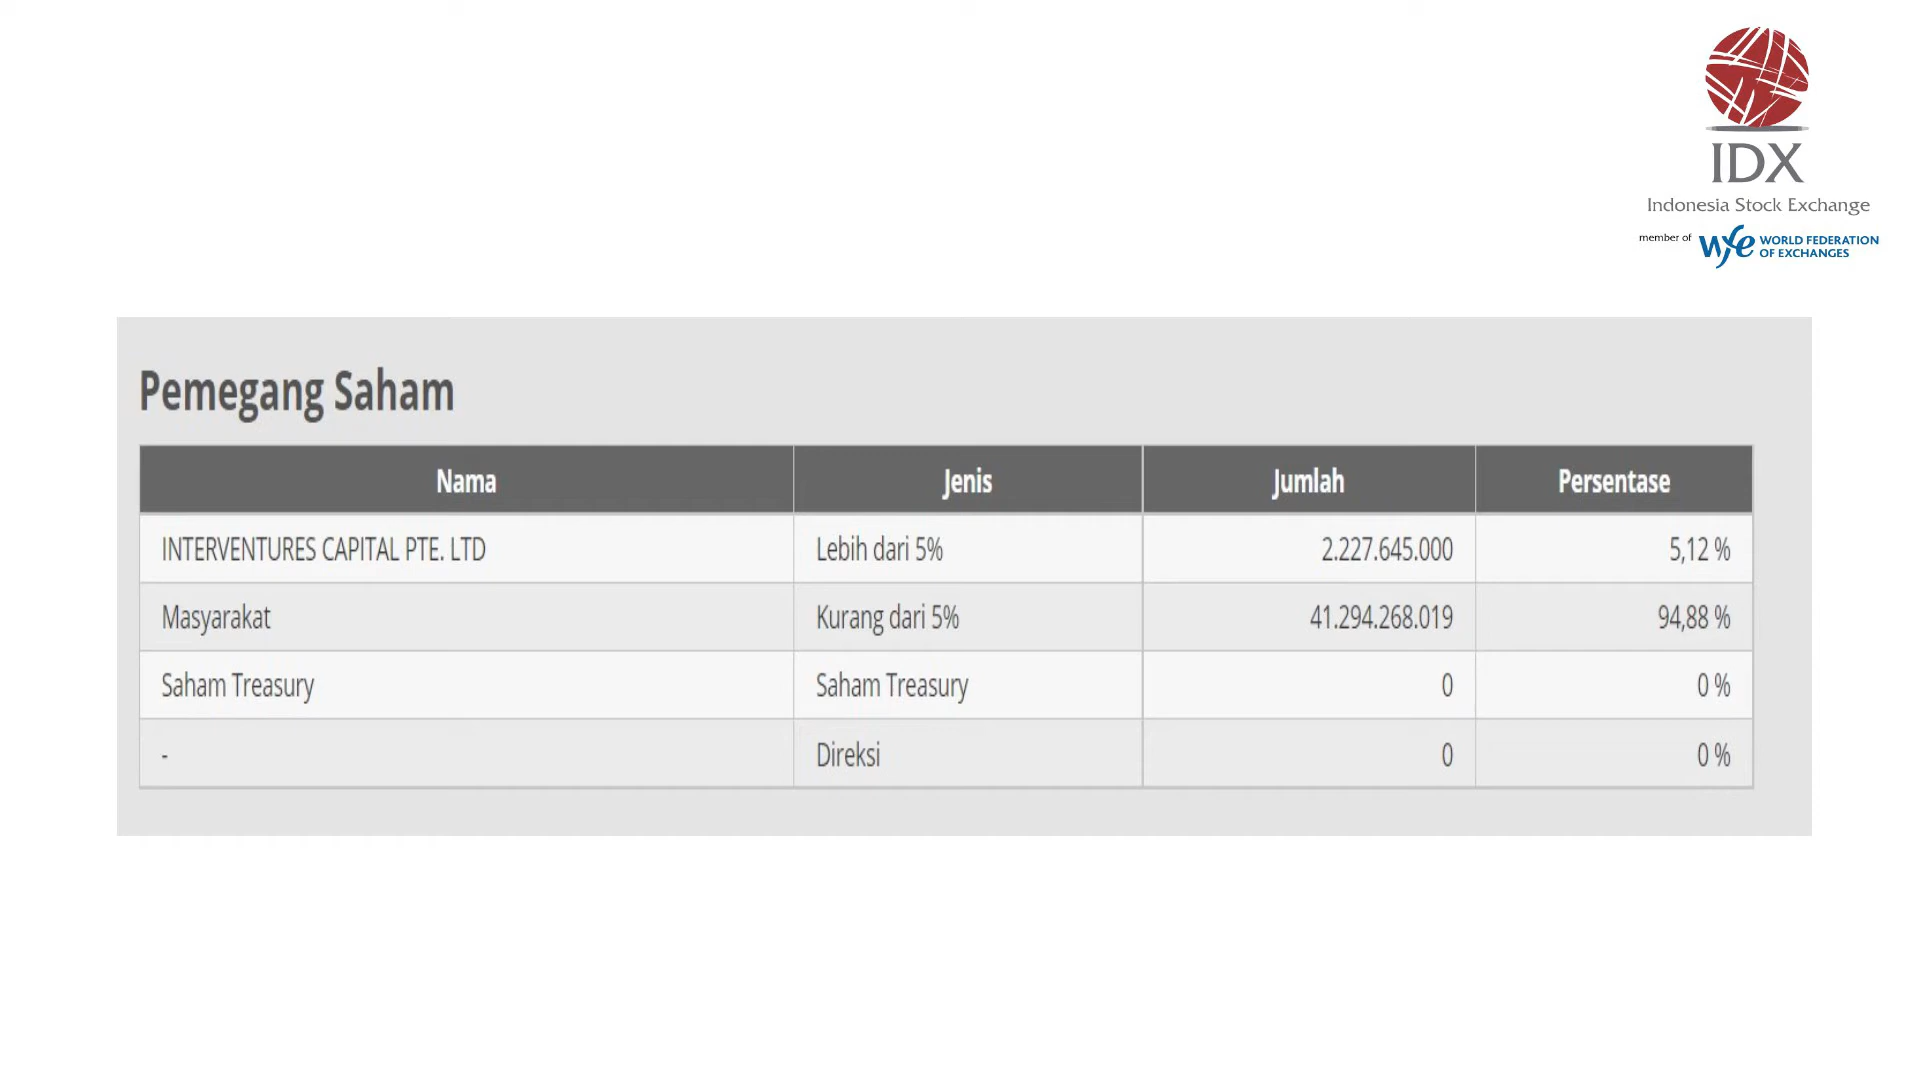 IDX
Indonesia Stock Exchange
member of wfe WORLD FEDERATION
OF EXCHANGES
Pemegang Saham
Nama Jenis Jumlah Persentase
INTERVENTURES CAPITAL PTE. LTD Lebih dari 5% 2.227.645.000 5,12 %
Masyarakat Kurang dari 5% 41.294.268.019 94,88 %
Saham Treasury Saham Treasury 0 0 %
- Direksi 0 0 %